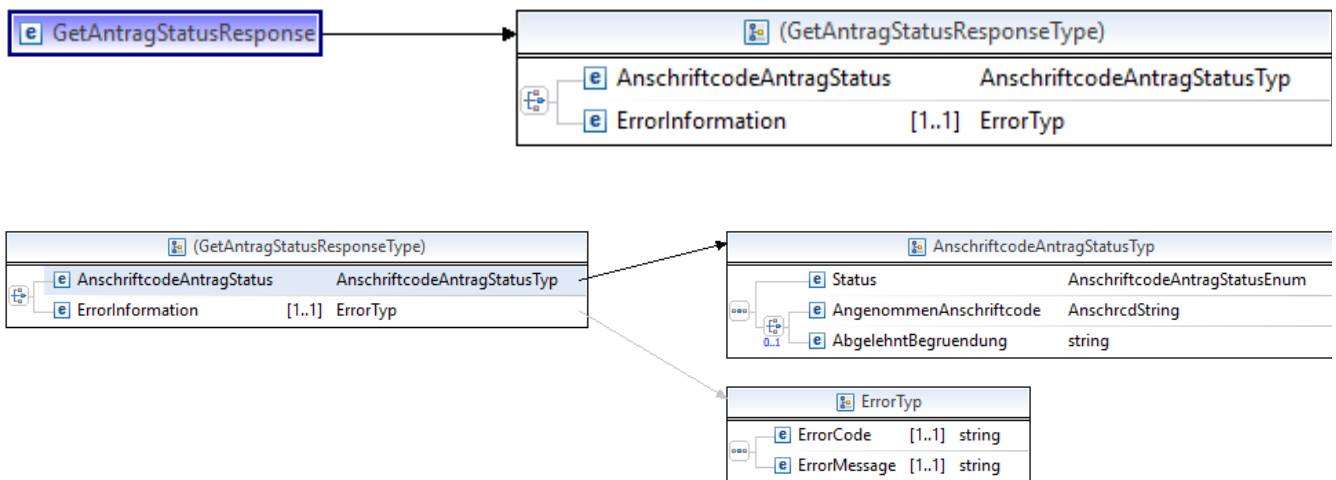 e GetAntragStatusResponse
(GetAntragStatusResponseType)
e AnschriftcodeAntragStatus AnschriftcodeAntragStatusTyp
e ErrorInformation [1..1] ErrorTyp
(GetAntragStatusResponseType)
e AnschriftcodeAntragStatus AnschriftcodeAntragStatusTyp
e ErrorInformation [1..1] ErrorTyp
AnschriftcodeAntragStatusTyp
e Status AnschriftcodeAntragStatusEnum
e AngenommenAnschriftcode AnschrcdString
0..1
e AbgelehntBegruendung string
ErrorTyp
e ErrorCode [1..1] string
e ErrorMessage [1..1] string